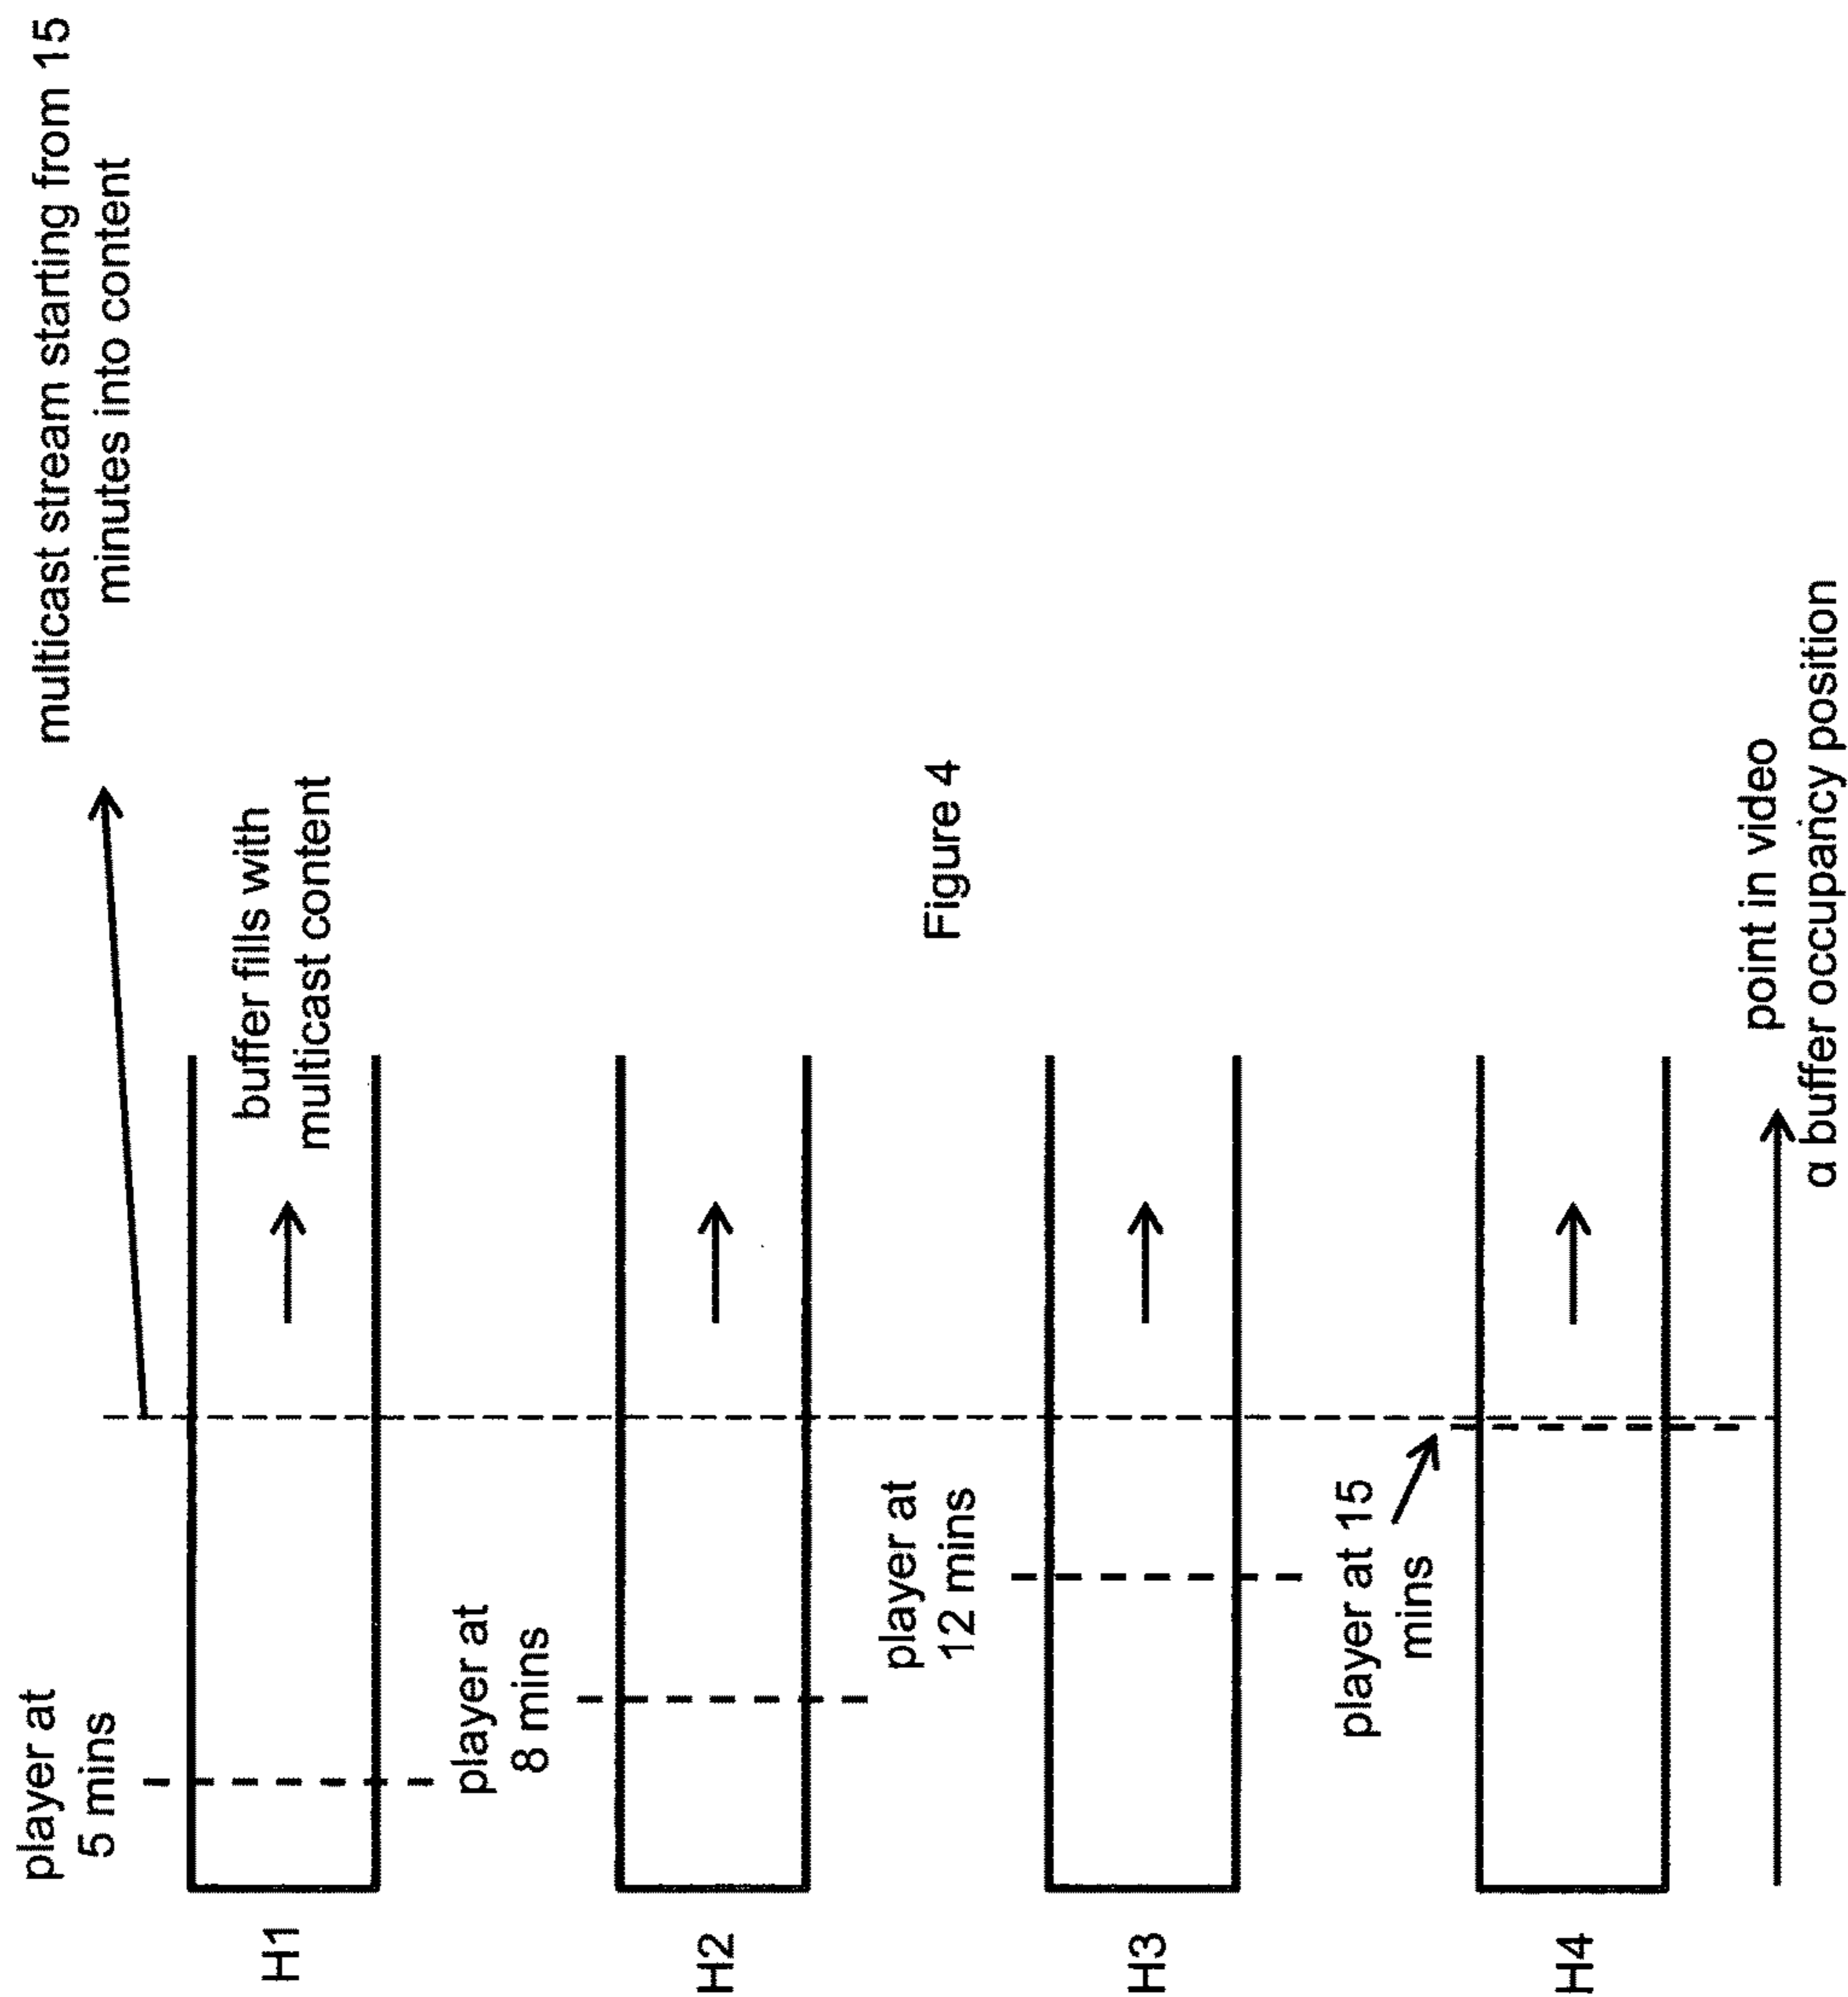 multicast stream starting from 15
minutes into content
player at
5 mins
buffer fills with
multicast content
H1
player at
8 mins
H2
player at
12 mins
H3
player at 15
mins
H4
point in video
α buffer occupancy position
Figure 4